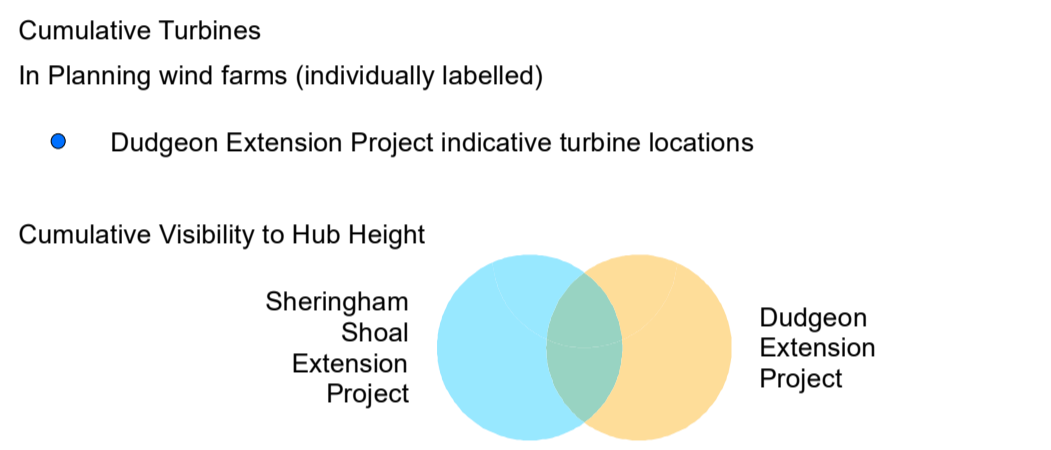 Cumulative Turbines
In Planning wind farms (individually labelled)
Dudgeon Extension Project indicative turbine locations
Cumulative Visibility to Hub Height
Sheringham
Shoal
Extension
Project
Dudgeon
Extension
Project